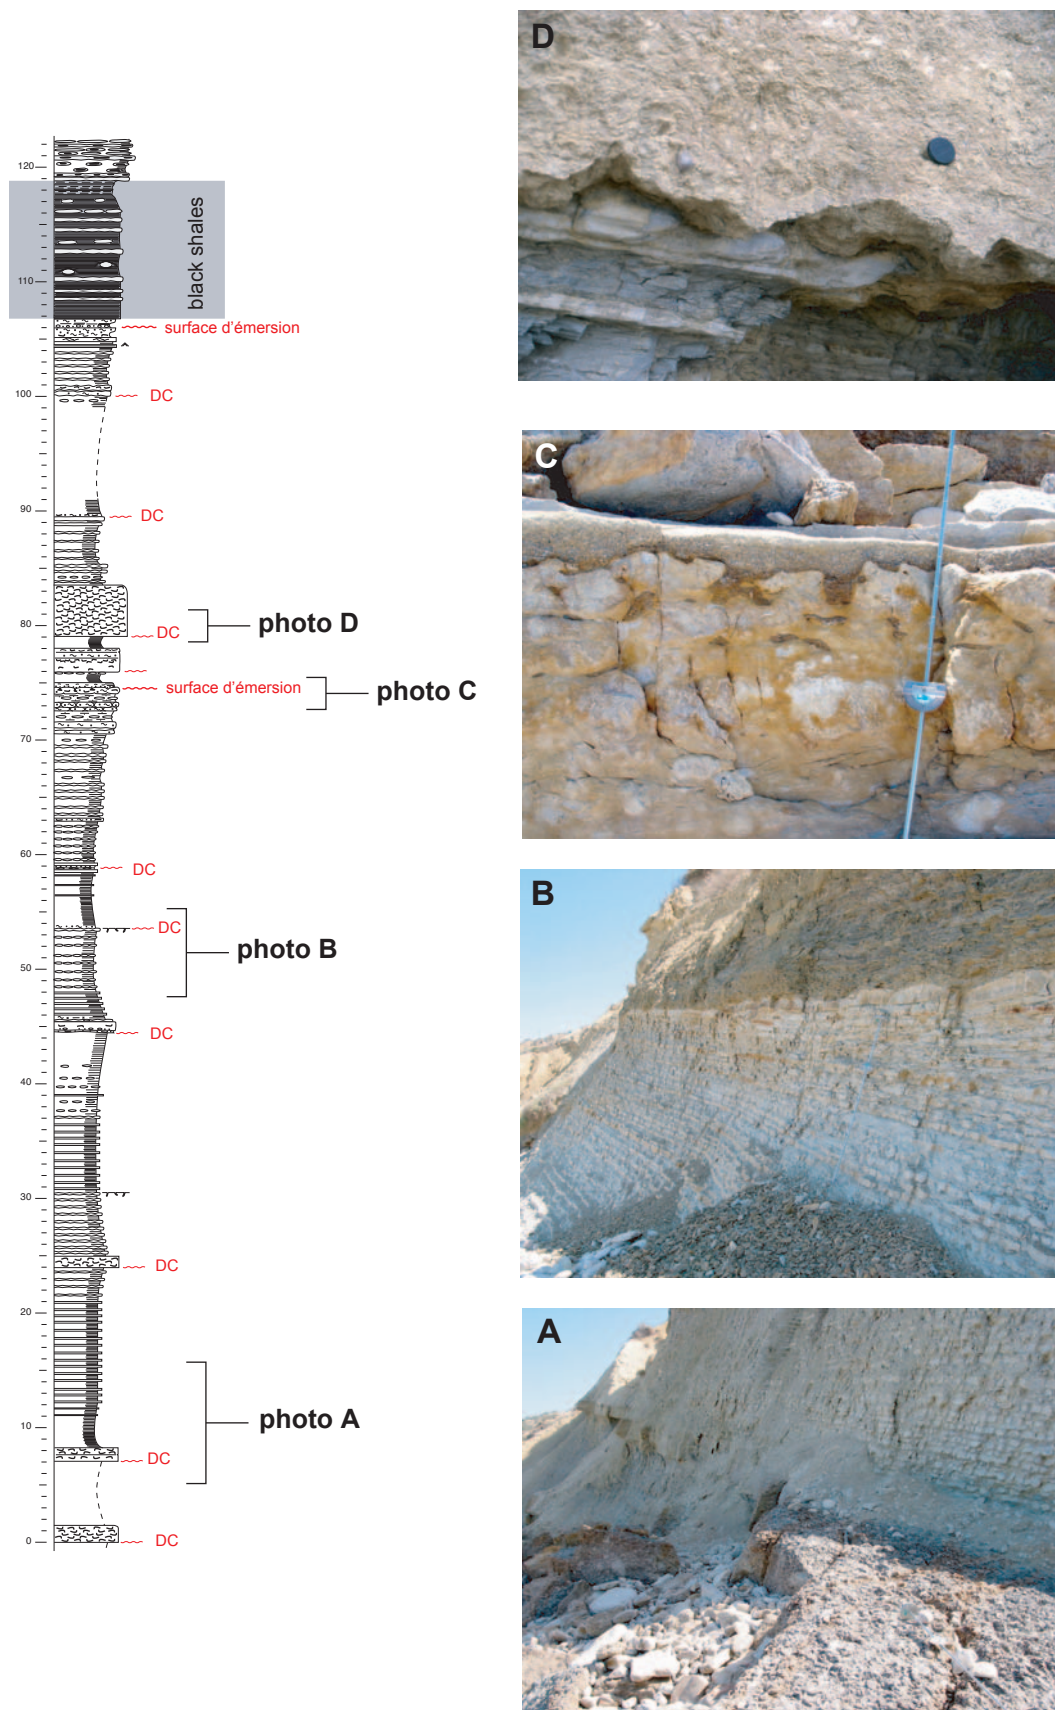 D
120
black shales
110
surface d'émersion
100
DC
C
90
DC
80
DC
photo D
surface d'émersion
photo C
70
B
60
DC
DC
photo B
50
DC
40
30
A
DC
20
photo A
10
DC
0
DC